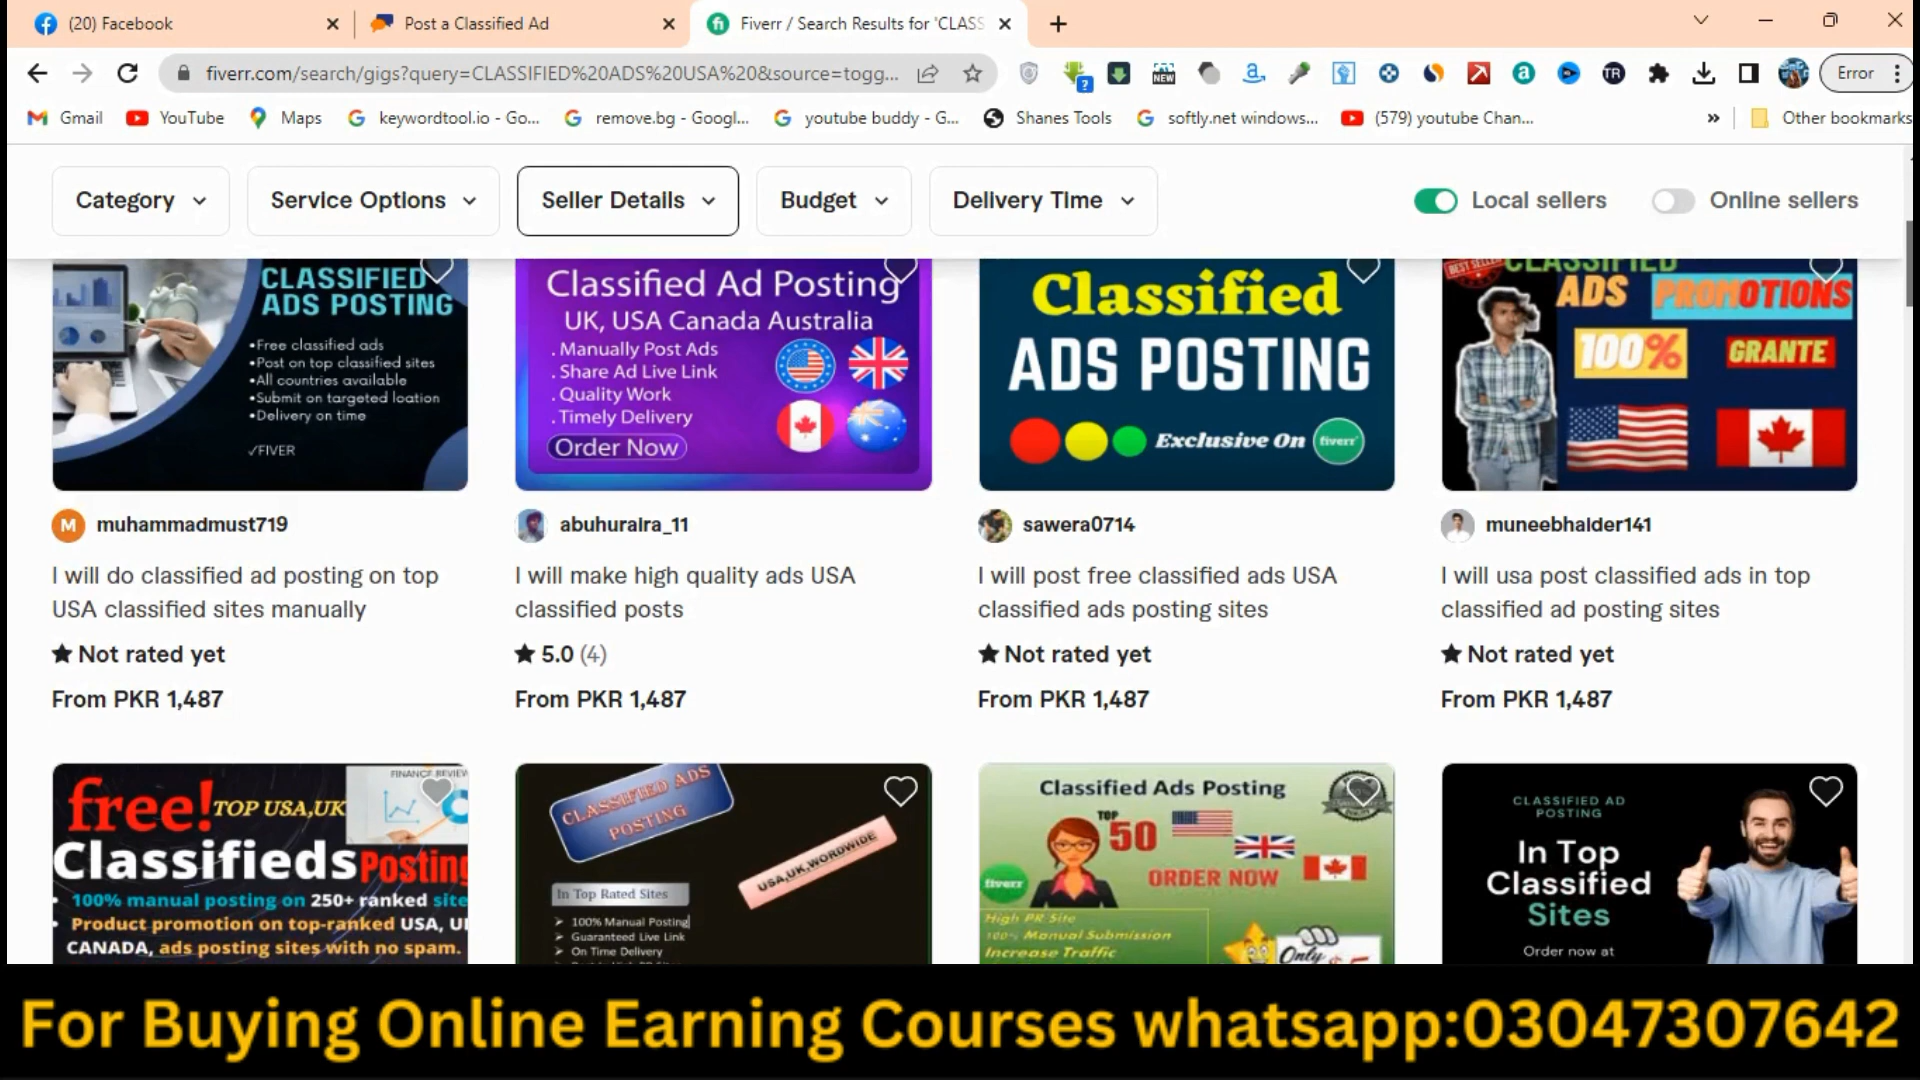 (20) Facebook
Post a Classified Ad
Fiverr / Search Results for 'CLASS
fiverr.com/search/gigs?query=CLASSIFIED%20ADS%20USA%20&source=togg...
?
NEW
TR
Error
Gmail
YouTube
Maps
keywordtool.io - Go...
remove.bg - Googl...
youtube buddy - G...
Shanes Tools
softly.net windows...
(579) youtube Chan...
»
Other bookmarks
Category
Service Options
Seller Details
Budget
Delivery Time
Local sellers
Online sellers
CLASSIFIED
ADS POSTING
•Free classified ads
•Post on top classified sites
•All countries available
•Submit on targeted location
•Delivery on time
✓FIVER
Classified Ad Posting
UK, USA Canada Australia
. Manually Post Ads
. Share Ad Live Link
. Quality Work
. Timely Delivery
Order Now
Classified
ADS POSTING
Exclusive On fiverr
BEST SELLER
CLASSIFIED
ADS PROMOTIONS
100% GRANTE
M muhammadmust719
I will do classified ad posting on top
USA classified sites manually
★ Not rated yet
From PKR 1,487
abuhuraira_11
I will make high quality ads USA
classified posts
★ 5.0 (4)
From PKR 1,487
sawera0714
I will post free classified ads USA
classified ads posting sites
★ Not rated yet
From PKR 1,487
muneebhaider141
I will usa post classified ads in top
classified ad posting sites
★ Not rated yet
From PKR 1,487
FINANCE REVIEW
free! TOP USA,UK
Classifieds Posting
• 100% manual posting on 250+ ranked site
• Product promotion on top-ranked USA, U
CANADA, ads posting sites with no spam.
CLASSIFIED ADS
POSTING
USA,UK,WORDWIDE
In Top Rated Sites
➢ 100% Manual Posting
➢ Guaranteed Live Link
➢ On Time Delivery
Classified Ads Posting
TOP
50
ORDER NOW
fiverr
High PR Site
100% Manual Submission
Increase Traffic
Only $5
CLASSIFIED AD
POSTING
In Top
Classified
Sites
Order now at
For Buying Online Earning Courses whatsapp:03047307642